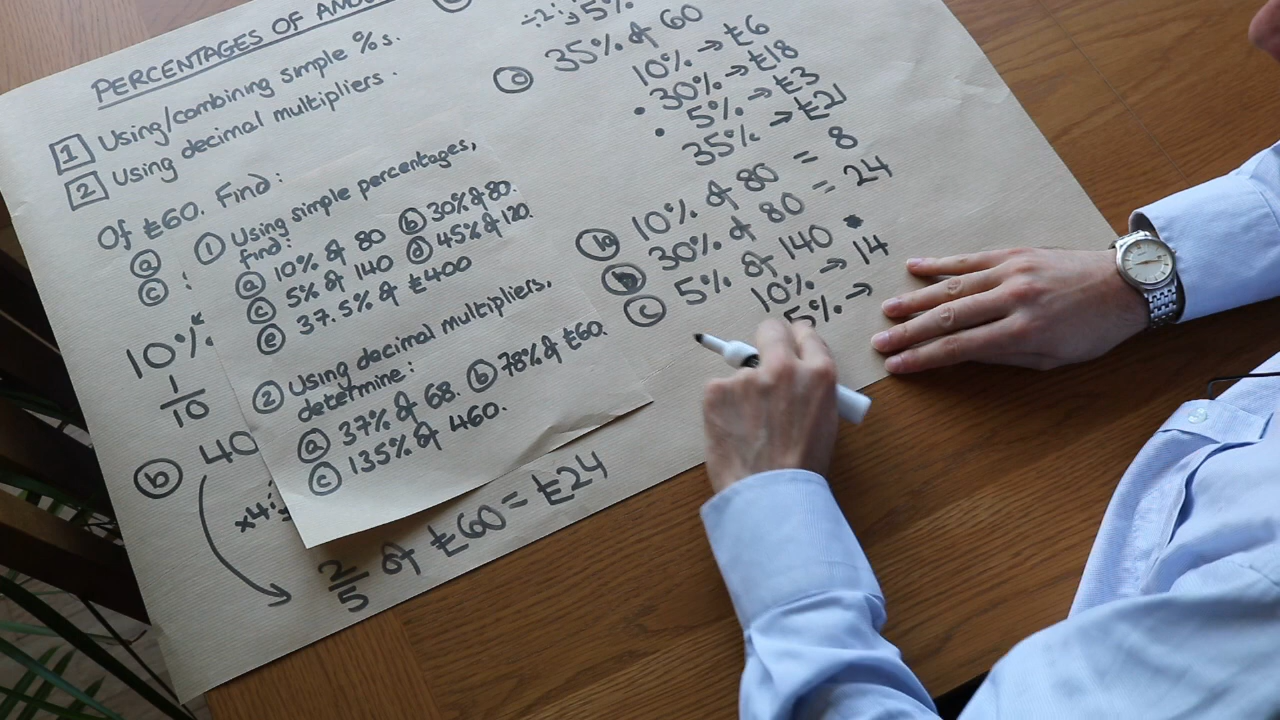 PERCENTAGES OF
1 Using/combining simple %s.
2 Using decimal multipliers.
Of £60. Find:
a
c :
10%
1/10
b 40
x4
2/5 of £60 = £24
1 Using simple percentages,
find:
a 10% of 80 b 30% of 80.
c 5% of 140 d 45% of 120.
e 37.5% of £400
2 Using decimal multipliers,
determine:
a 37% of 68. b 78% of £60.
c 135% of 460.
÷2 5%
c 35% of 60
10% → £6
• 30% → £18
• 5% → £3
35% → £21
a 10% of 80 = 8
b 30% of 80 = 24
c 5% of 140
10% → 14
5% →